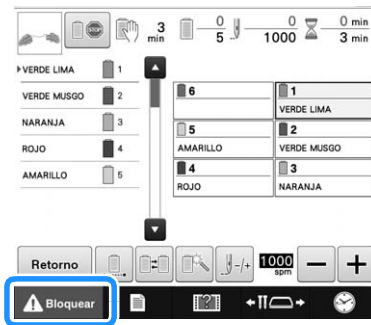 STOP
3 min
0 5
0 1000
0 min 3 min
VERDE LIMA 1
VERDE MUSGO 2
NARANJA 3
ROJO 4
AMARILLO 5
6
1 VERDE LIMA
5 AMARILLO
2 VERDE MUSGO
4 ROJO
3 NARANJA
Retorno
-/+
1000 spm
− +
Bloquear
?